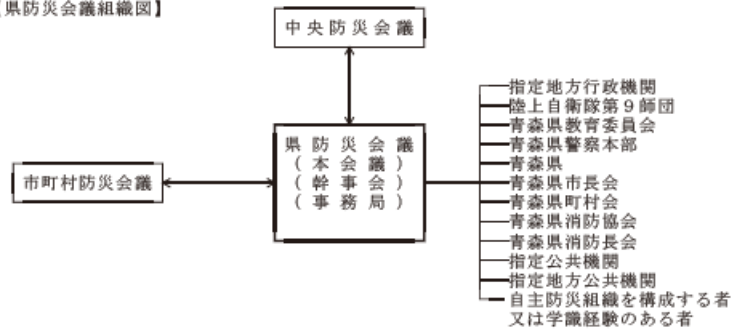 県防災会議組織図】
中央防災会議
県防災会議
（本会議）
（幹事会）
（事務局）
市町村防災会議
指定地方行政機関
陸上自衛隊第９師団
青森県教育委員会
青森県警察本部
青森県
青森県市長会
青森県町村会
青森県消防協会
青森県消防長会
指定公共機関
指定地方公共機関
自主防災組織を構成する者
又は学識経験のある者